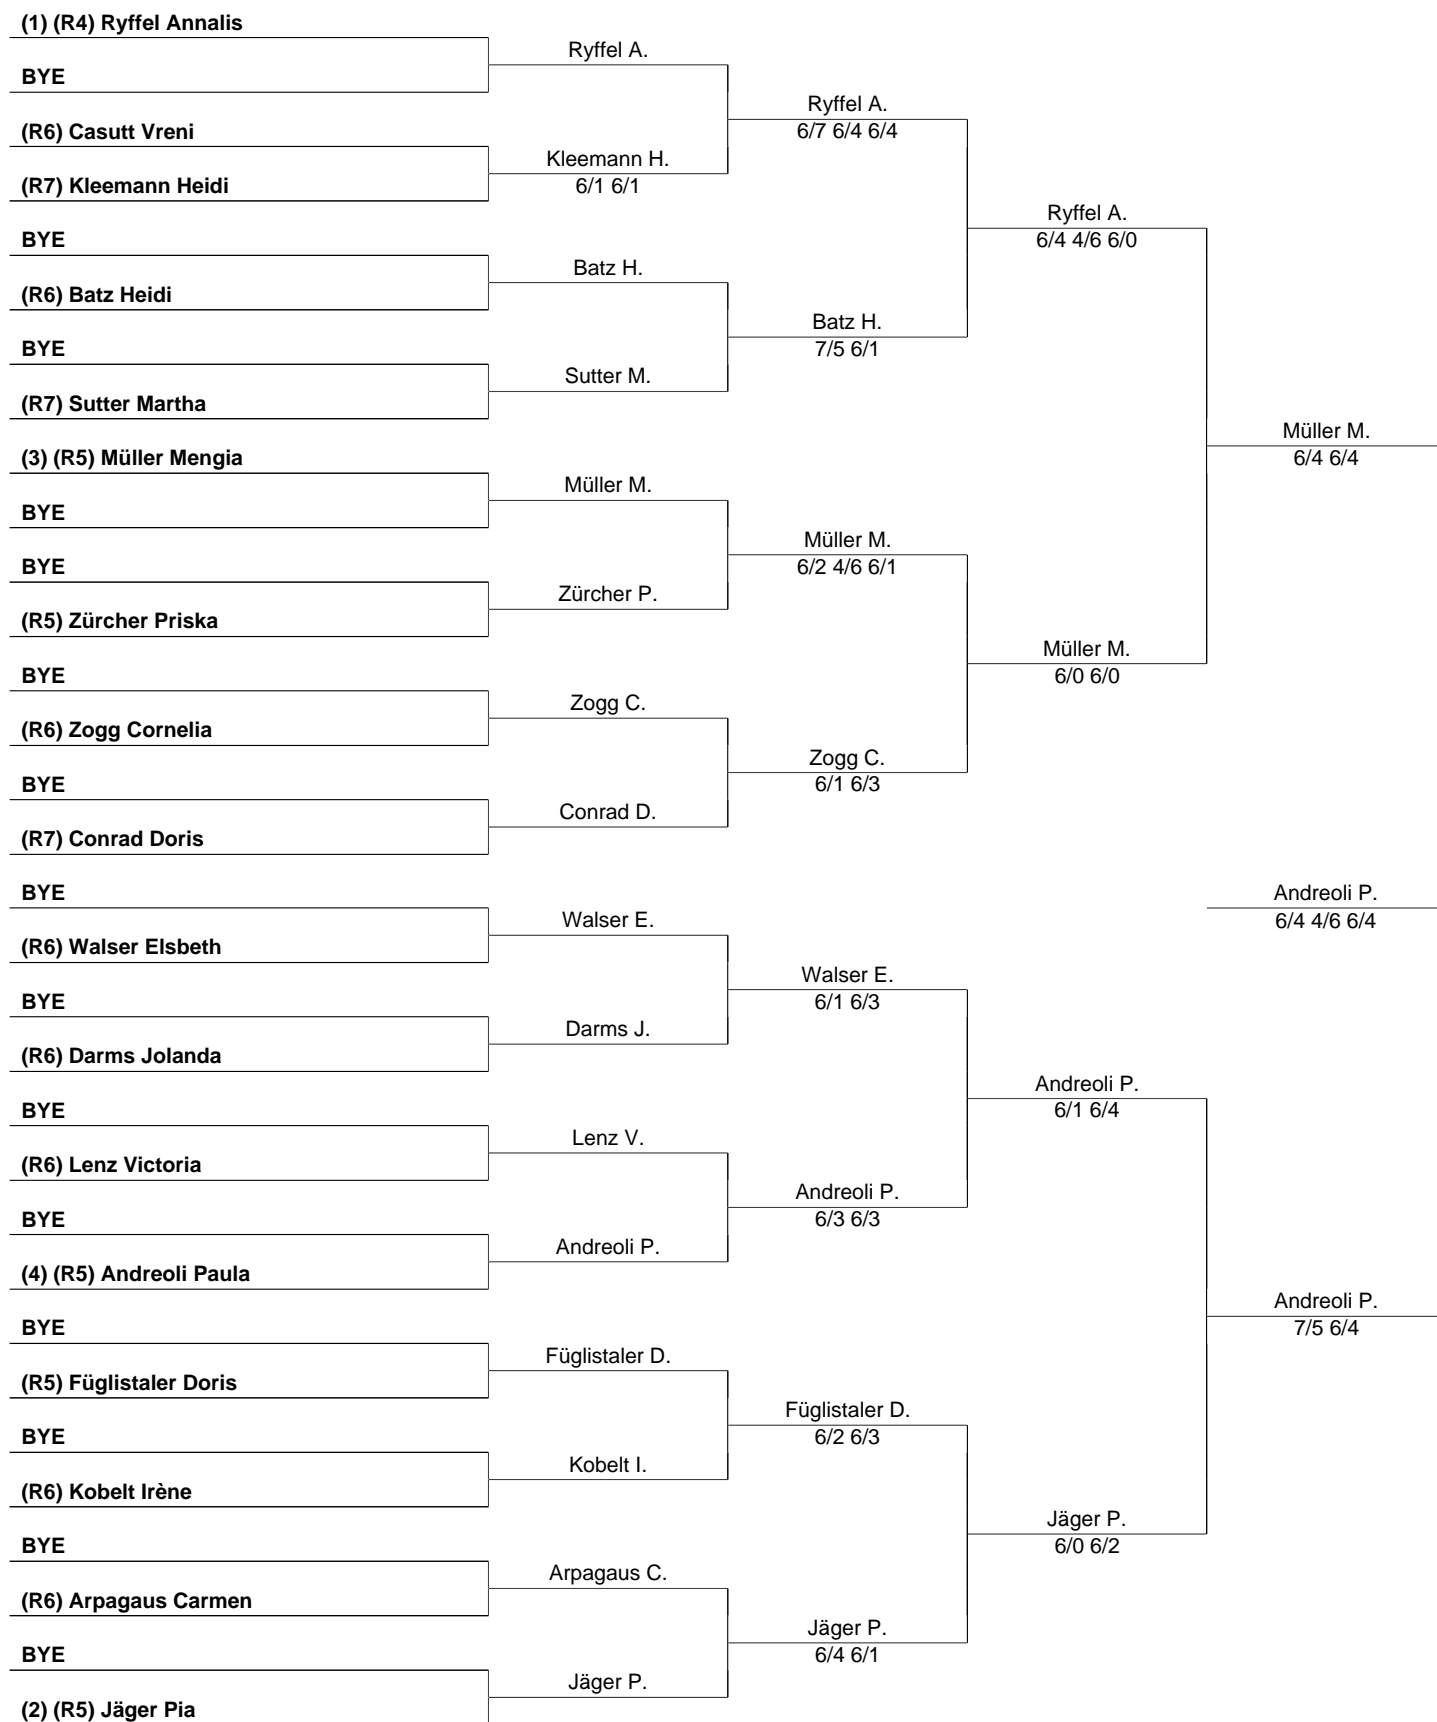 (1) (R4) Ryffel Annalis
Ryffel A.
BYE
Ryffel A.
6/7 6/4 6/4
(R6) Casutt Vreni
Kleemann H.
6/1 6/1
(R7) Kleemann Heidi
Ryffel A.
6/4 4/6 6/0
BYE
Batz H.
(R6) Batz Heidi
Batz H.
7/5 6/1
BYE
Sutter M.
(R7) Sutter Martha
Müller M.
6/4 6/4
(3) (R5) Müller Mengia
Müller M.
BYE
Müller M.
6/2 4/6 6/1
BYE
Zürcher P.
(R5) Zürcher Priska
Müller M.
6/0 6/0
BYE
Zogg C.
(R6) Zogg Cornelia
Zogg C.
6/1 6/3
BYE
Conrad D.
(R7) Conrad Doris
BYE
Andreoli P.
6/4 4/6 6/4
Walser E.
(R6) Walser Elsbeth
Walser E.
6/1 6/3
BYE
Darms J.
(R6) Darms Jolanda
Andreoli P.
6/1 6/4
BYE
Lenz V.
(R6) Lenz Victoria
Andreoli P.
6/3 6/3
BYE
Andreoli P.
(4) (R5) Andreoli Paula
Andreoli P.
7/5 6/4
BYE
Füglistaler D.
(R5) Füglistaler Doris
Füglistaler D.
6/2 6/3
BYE
Kobelt I.
(R6) Kobelt Irène
Jäger P.
6/0 6/2
BYE
Arpagaus C.
(R6) Arpagaus Carmen
Jäger P.
6/4 6/1
BYE
Jäger P.
(2) (R5) Jäger Pia